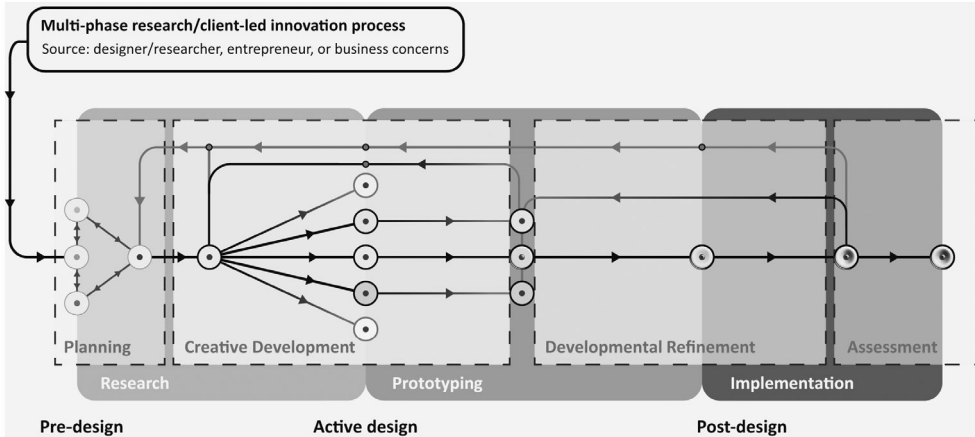 Multi-phase research/client-led innovation process
Source: designer/researcher, entrepreneur, or business concerns
Planning
Creative Development
Developmental Refinement
Assessment
Research
Prototyping
Implementation
Pre-design
Active design
Post-design